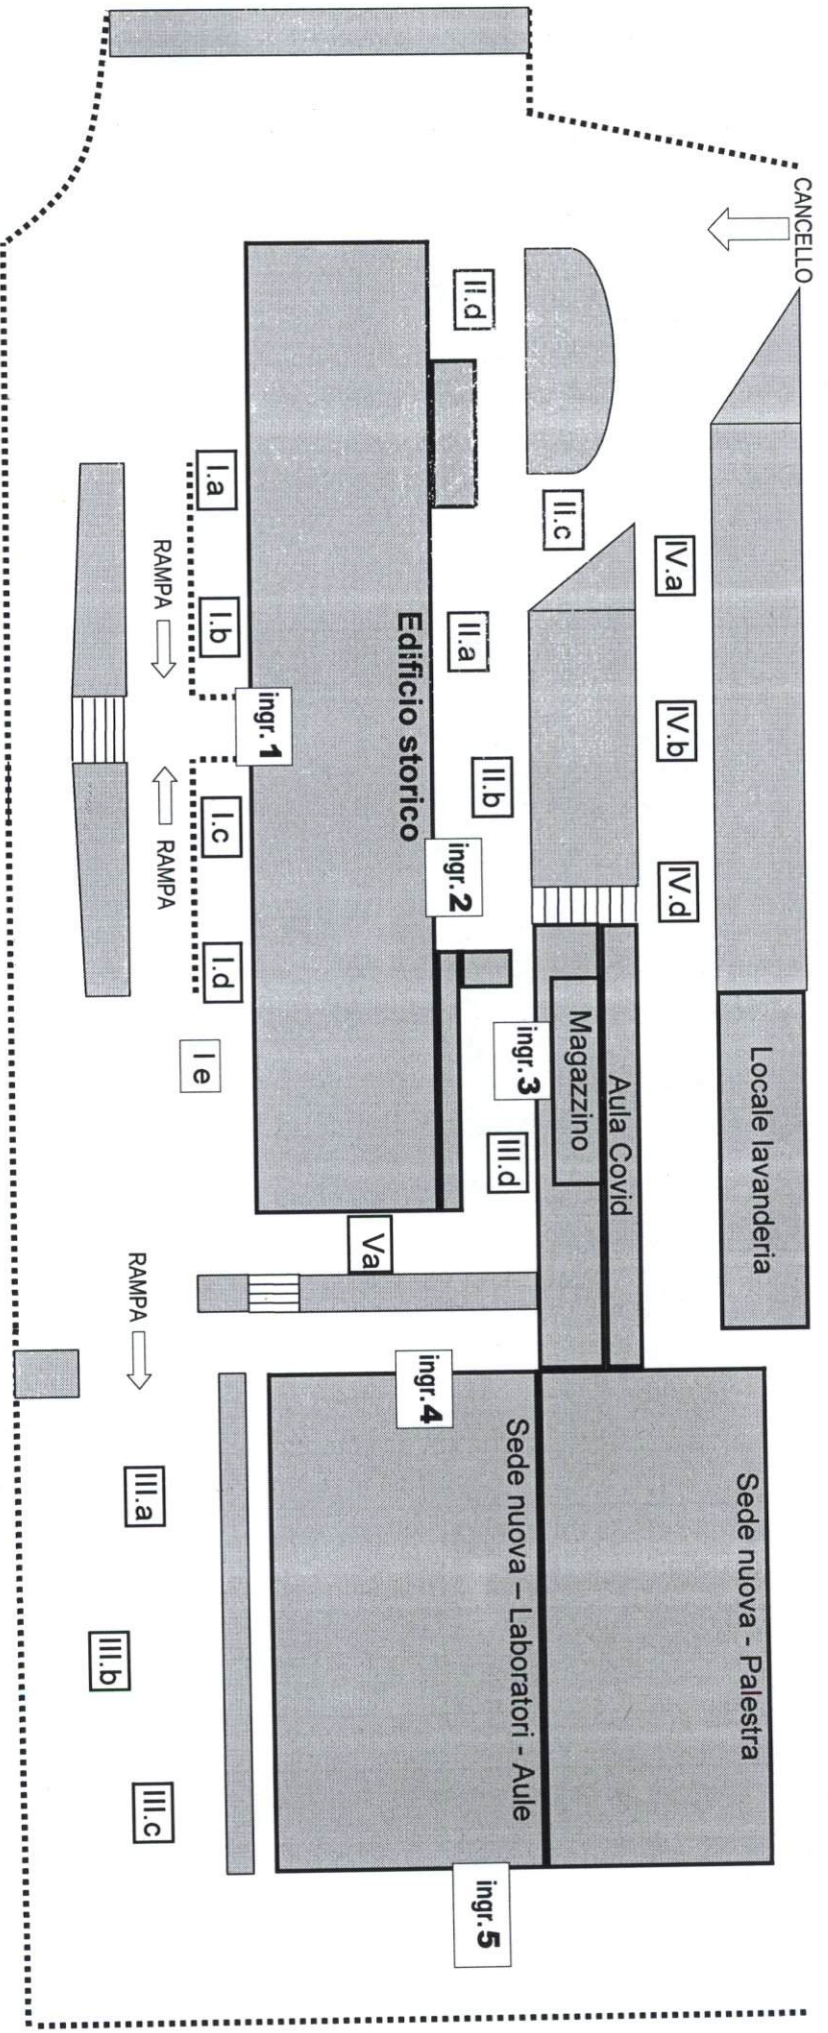 CANCELLO
Locale lavanderia
IV.a
IV.b
IV.d
Aula Covid
Magazzino
Sede nuova - Palestra
II.d
II.c
II.a
II.b
ingr.2
ingr.3
III.d
Edificio storico
Sede nuova – Laboratori - Aule
ingr.4
ingr.5
Va
ingr.1
I.a
I.b
I.c
I.d
I e
RAMPA
RAMPA
RAMPA
III.a
III.b
III.c